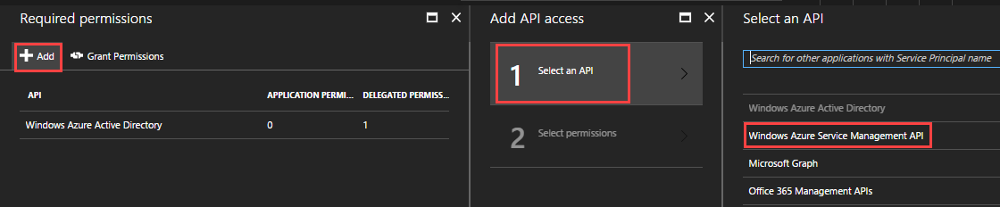 Required permissions
Add
Grant Permissions
API
APPLICATION PERMI...
DELEGATED PERMISS...
Windows Azure Active Directory
0
1
Add API access
1
Select an API
2
Select permissions
Select an API
Search for other applications with Service Principal name
Windows Azure Active Directory
Windows Azure Service Management API
Microsoft Graph
Office 365 Management APIs